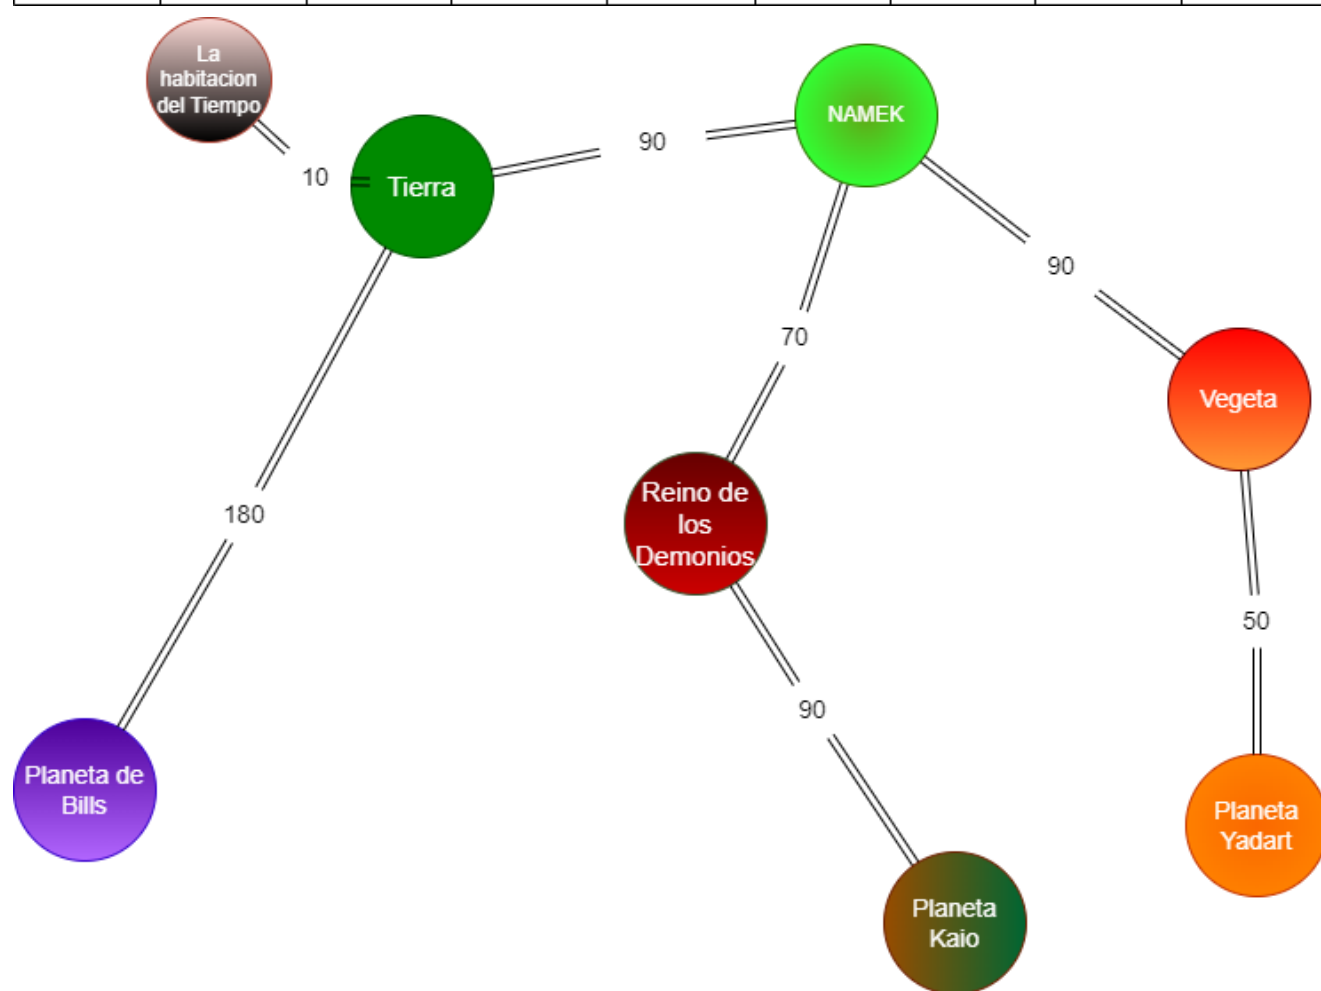 La
habitacion
del Tiempo
NAMEK
90
10
Tierra
90
70
Vegeta
Reino de
los
Demonios
180
50
90
Planeta de
Bills
Planeta
Yadart
Planeta
Kaio